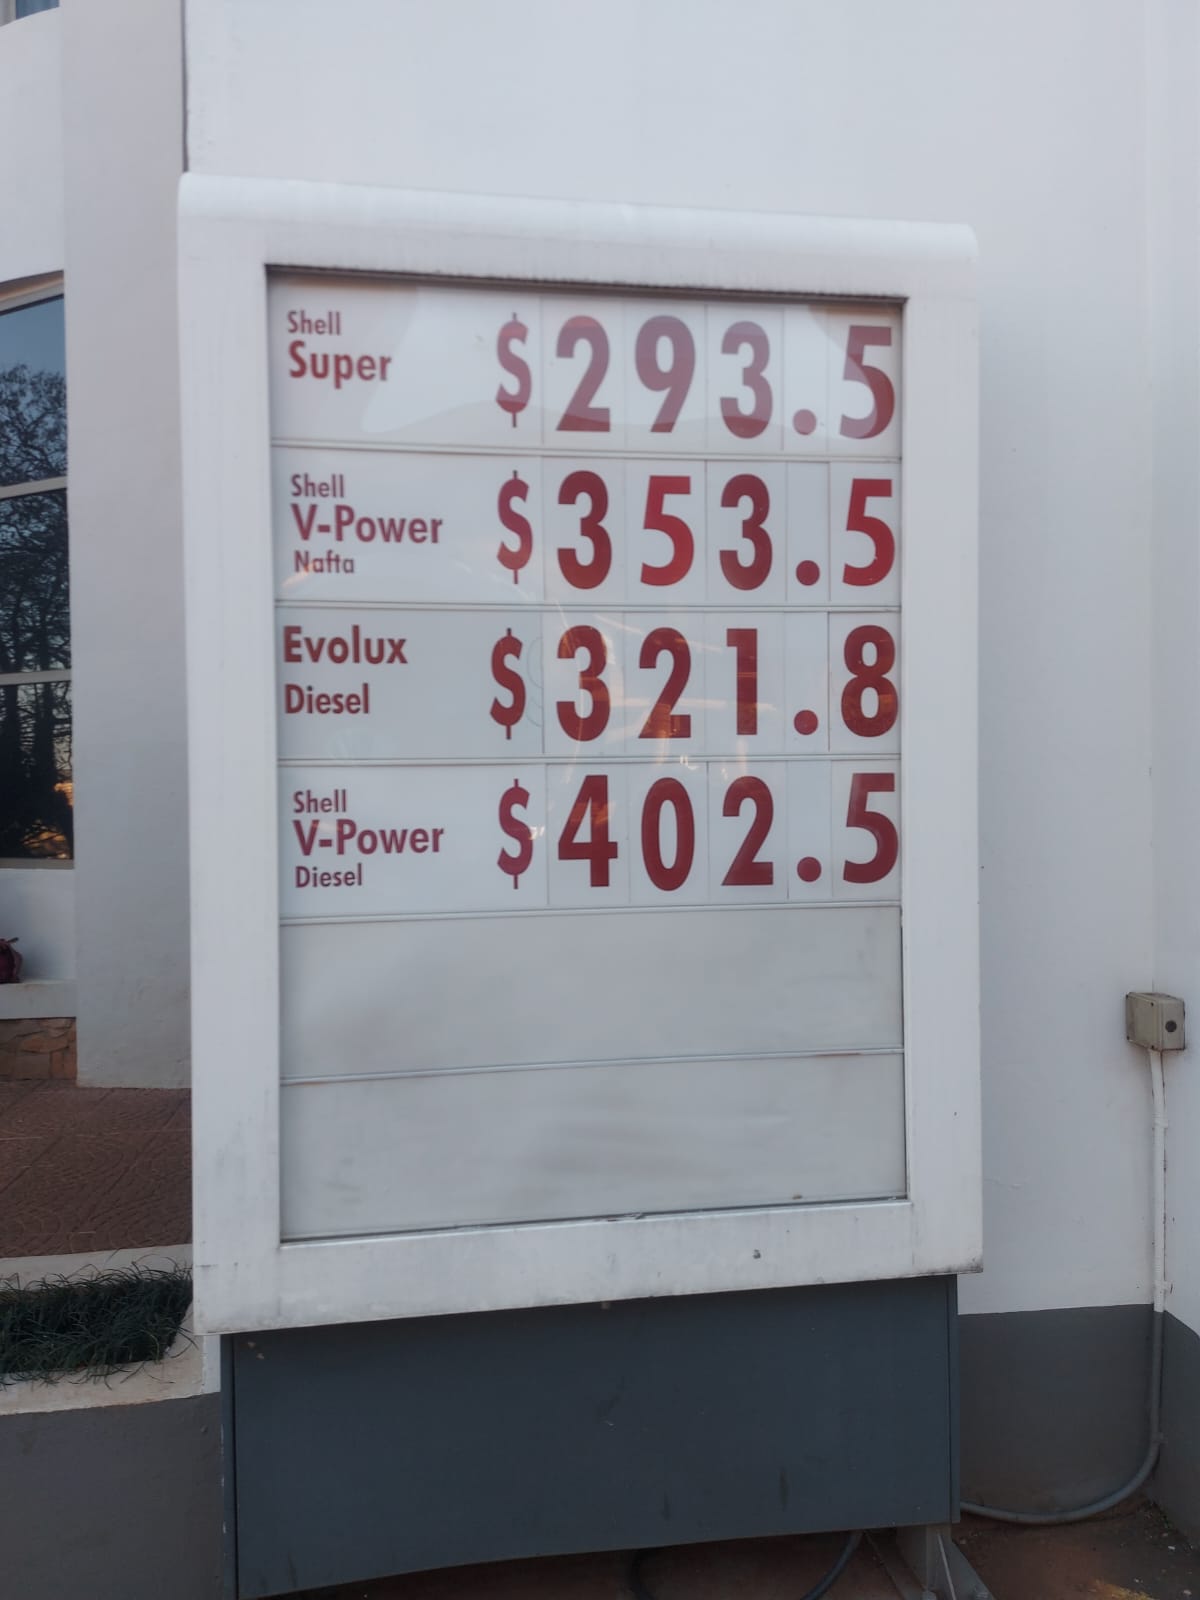 Shell
Super $293.5
Shell
V-Power $353.5
Nafta
Evolux
Diesel $321.8
Shell
V-Power $402.5
Diesel